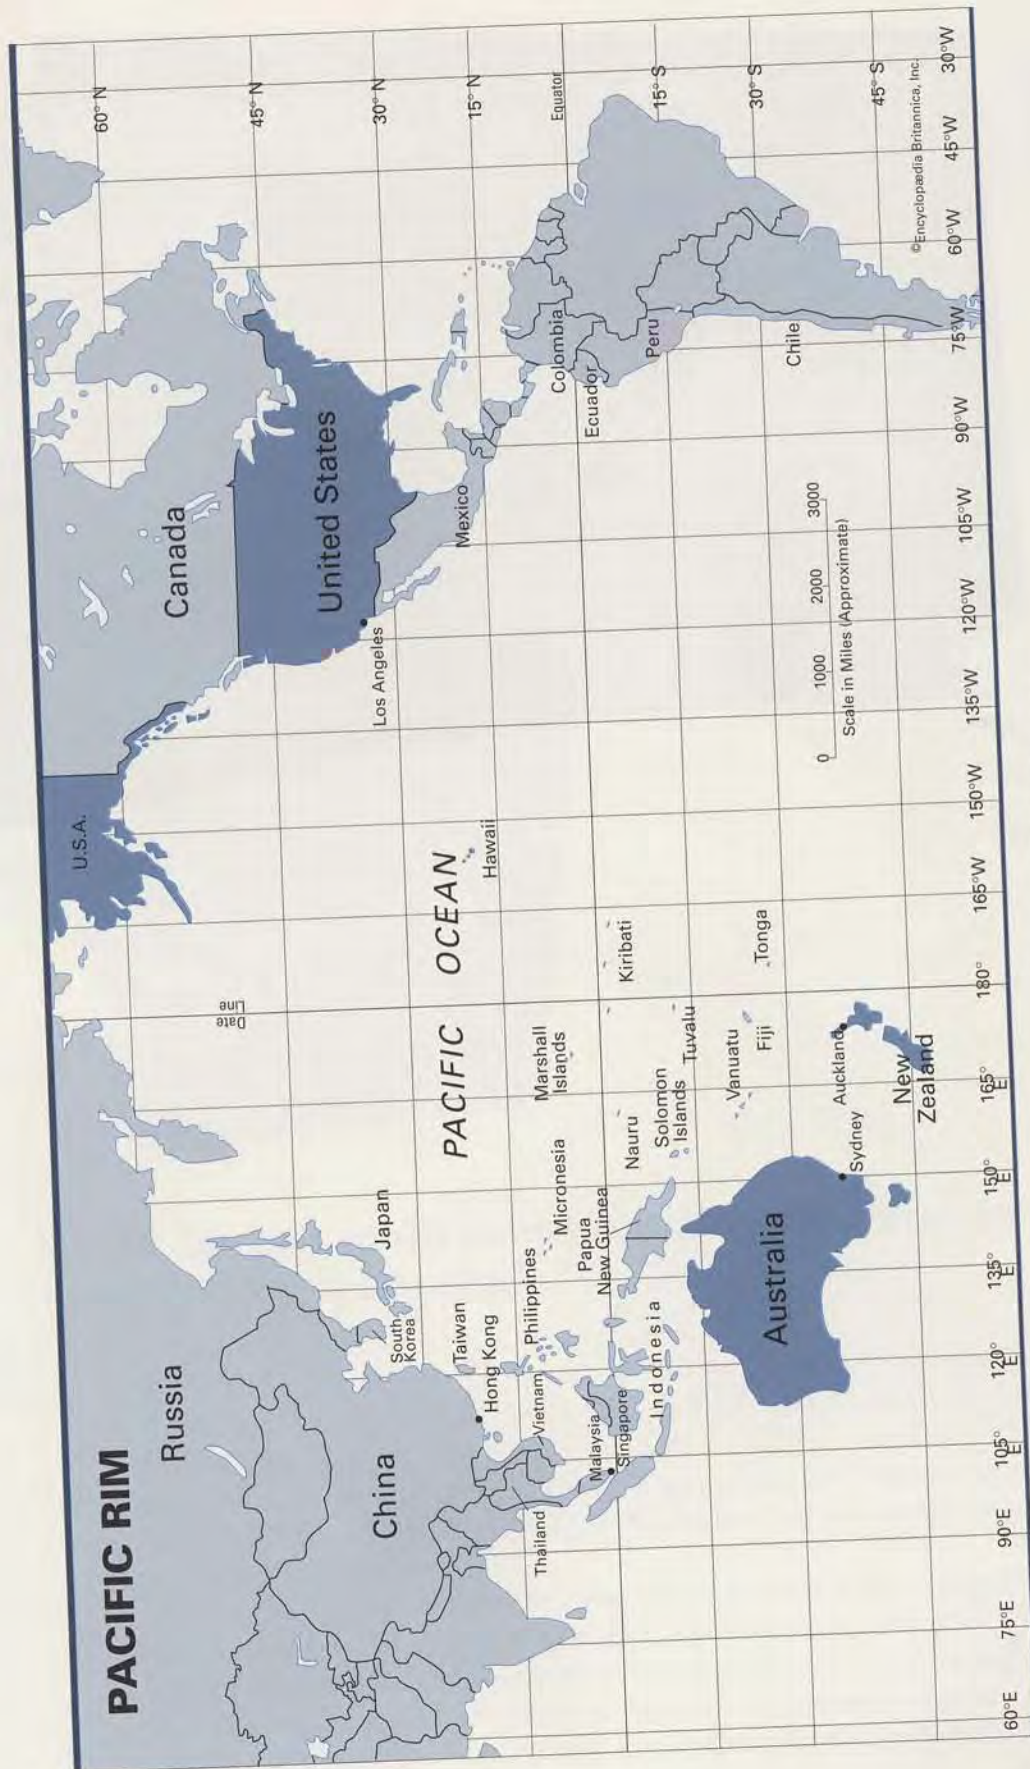 PACIFIC RIM
Russia
U.S.A.
Canada
60° N
China
South
Korea
Japan
Date
Line
United States
45° N
Los Angeles
30° N
Taiwan
Hong Kong
PACIFIC OCEAN
Hawaii
Mexico
15° N
Thailand
Vietnam
Philippines
Micronesia
Marshall
Islands
Equator
Malaysia
Singapore
Indonesia
Papua
New Guinea
Nauru
Solomon
Islands
Kiribati
Tuvalu
Colombia
Ecuador
Peru
15° S
Australia
Vanuatu
Fiji
Tonga
30° S
Chile
Sydney
Auckland
New
Zealand
0 1000 2000 3000
Scale in Miles (Approximate)
45° S
©Encyclopædia Britannica, Inc.
60°E
75°E
90°E
105°
E
120°
E
135°
E
150°
E
165°
E
180°
165°W
150°W
135°W
120°W
105°W
90°W
75°W
60°W
45°W
30°W